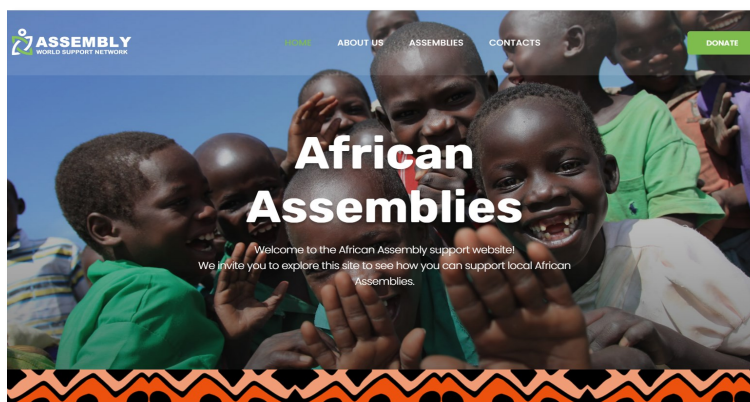 ASSEMBLY
WORLD SUPPORT NETWORK
HOME
ABOUT US
ASSEMBLIES
CONTACTS
DONATE
African
Assemblies
Welcome to the African Assembly support website!
We invite you to explore this site to see how you can support local African
Assemblies.